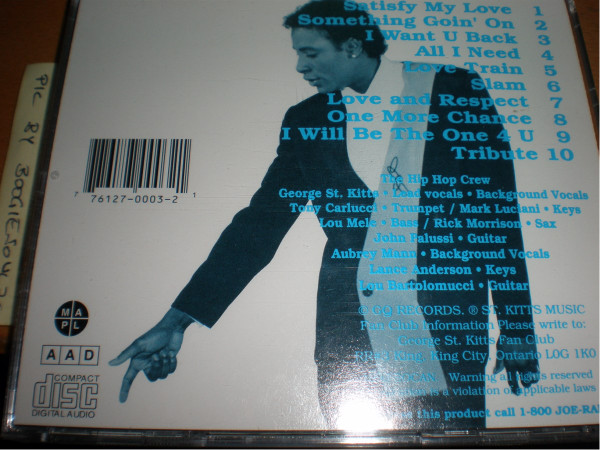 Satisfy My Love 1
Something Goin' On 2
I Want U Back 3
All I Need 4
Love Train 5
Slam 6
Love and Respect 7
One More Chance 8
I Will Be The One 4 U 9
Tribute 10
The Hip Hop Crew
George St. Kitts • Lead vocals • Background Vocals
Tony Carlucci • Trumpet / Mark Luciani • Keys
Lou Mele • Bass / Rick Morrison • Sax
John Palussi • Guitar
Aubrey Mann • Background Vocals
Lance Anderson • Keys
Lou Bastolomucci • Guitar
RECORDS. ® ST. KITTS MUSIC
Fan Club Information Please write to:
George St. Kitts Fan Club
King, King City, Ontario L0G 1K0
Warning all rights reserved
is a violation of applicable laws
this product call 1-800 JOE-RA
7 76127-0003-2 1
PIC BY BOOGIEJO4
M A P L
A A D
COMPACT
disc
DIGITAL AUDIO